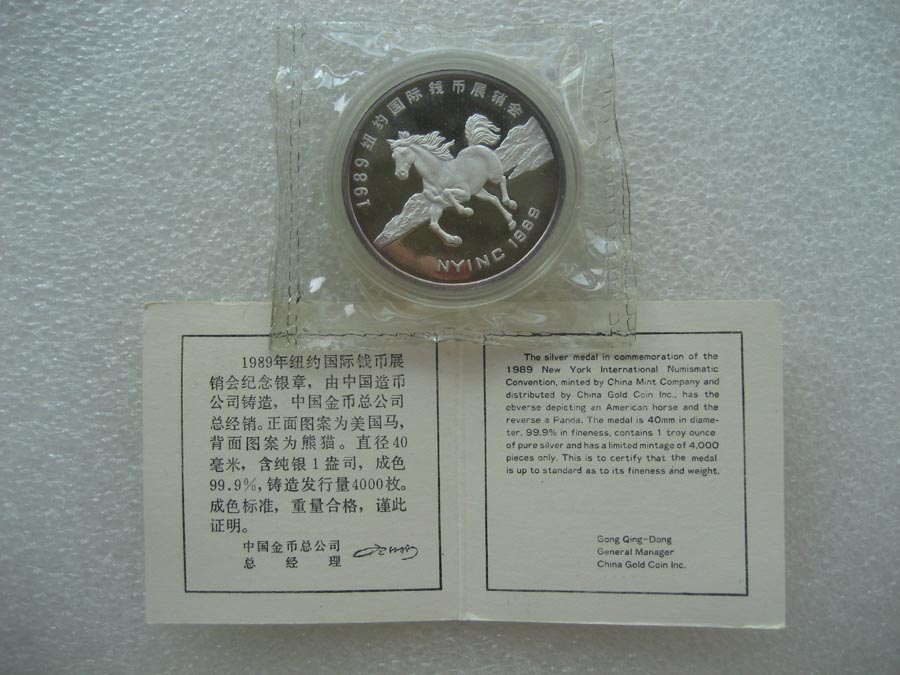 1989 纽约国际钱币展销会
NYINC 1989
1989年纽约国际钱币展
销会纪念银章，由中国造币
公司铸造，中国金币总公司
总经销。正面图案为美国马，
背面图案为熊猫。直径40
毫米，含纯银1盎司，成色
99.9%，铸造发行量4000枚。
成色标准，重量合格，谨此
证明。
中国金币总公司
总经理
The silver medal in commemoration of the
1989 New York International Numismatic
Convention, minted by China Mint Company and
distributed by China Gold Coin Inc., has the
obverse depicting an American horse and the
reverse a Panda. The medal is 40mm in diame-
ter, 99.9% in fineness, contains 1 troy ounce
of pure silver and has a limited mintage of 4,000
pieces only. This is to certify that the medal
is up to standard as to its fineness and weight.
Gong Qing-Dong
General Manager
China Gold Coin Inc.